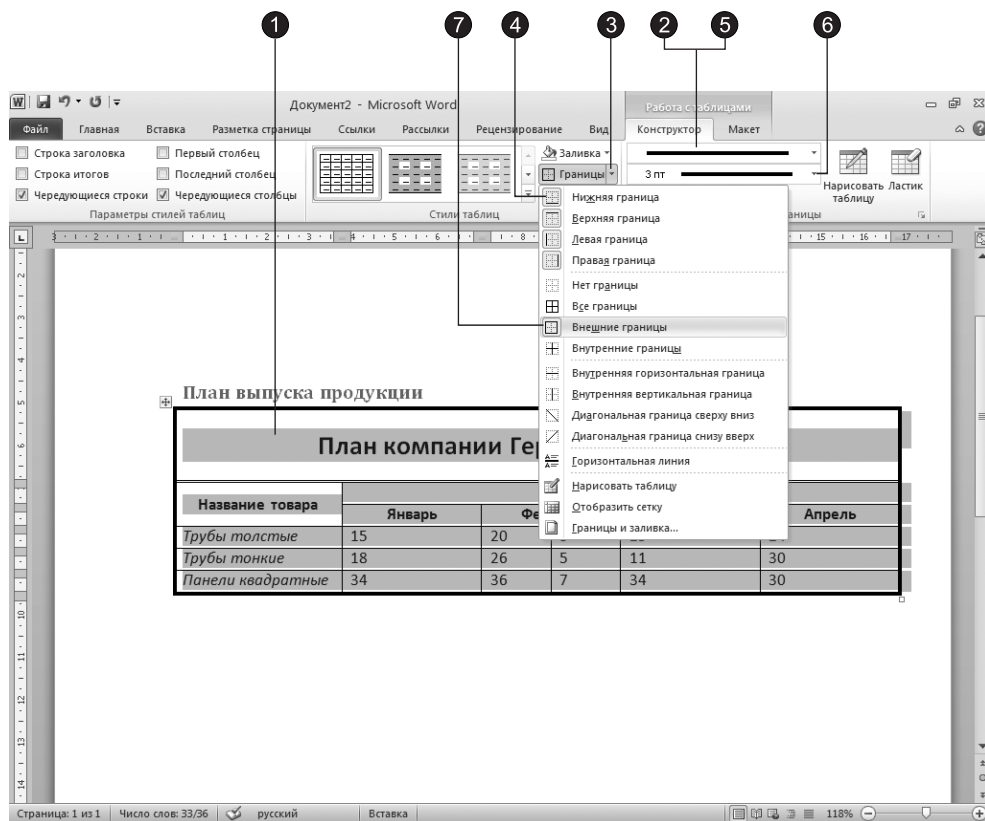 1 7 4 3 2 5 6
Документ2 - Microsoft Word
Работа с таблицами
Файл Главная Вставка Разметка страницы Ссылки Рассылки Рецензирование Вид Конструктор Макет
Строка заголовка Первый столбец
Строка итогов Последний столбец
Чередующиеся строки Чередующиеся столбцы
Параметры стилей таблиц
Стили таблиц
Заливка
Границы
3 пт
Нарисовать таблицу
Ластик
Нижняя граница
Верхняя граница
Левая граница
Правая граница
Нет границы
Все границы
Внешние границы
Внутренние границы
Внутренняя горизонтальная граница
Внутренняя вертикальная граница
Диагональная граница сверху вниз
Диагональная граница снизу вверх
Горизонтальная линия
Нарисовать таблицу
Отобразить сетку
Границы и заливка...
План выпуска продукции
План компании
Название товара
Январь Апрель
Трубы толстые 15 20
Трубы тонкие 18 26 5 11 30
Панели квадратные 34 36 7 34 30
Страница: 1 из 1 Число слов: 33/36 русский Вставка 118%